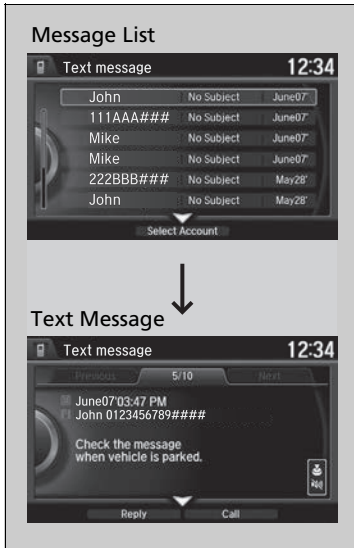 Message List
Text message 12:34
John No Subject June07'
111AAA### No Subject June07'
Mike No Subject June07'
Mike No Subject June07'
222BBB### No Subject May28'
John No Subject May28'
Select Account
Text Message
Text message 12:34
Previous 5/10 Next
June07'03:47 PM
John 0123456789####
Check the message
when vehicle is parked.
Reply Call